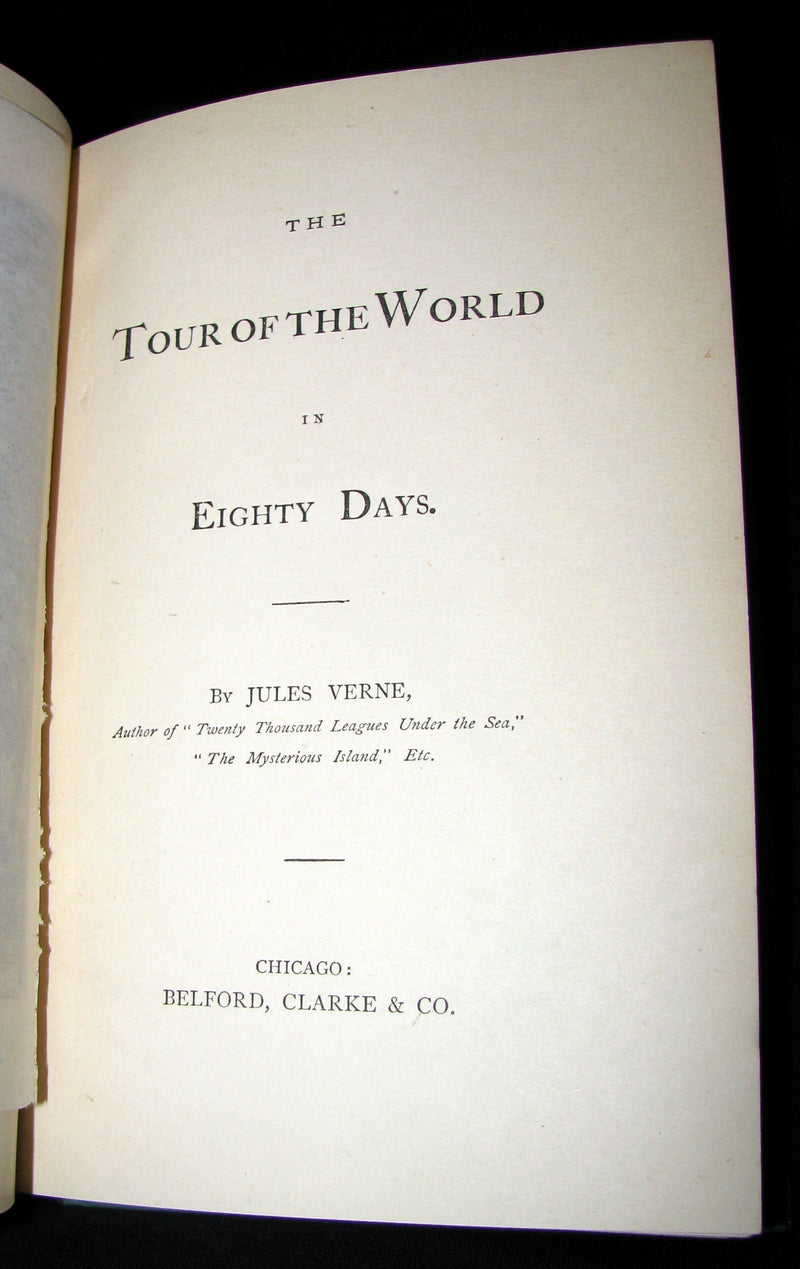 THE
TOUR OF THE WORLD
IN
EIGHTY DAYS.
BY JULES VERNE,
Author of “ Twenty Thousand Leagues Under the Sea,”
“ The Mysterious Island,” Etc.
CHICAGO:
BELFORD, CLARKE & CO.